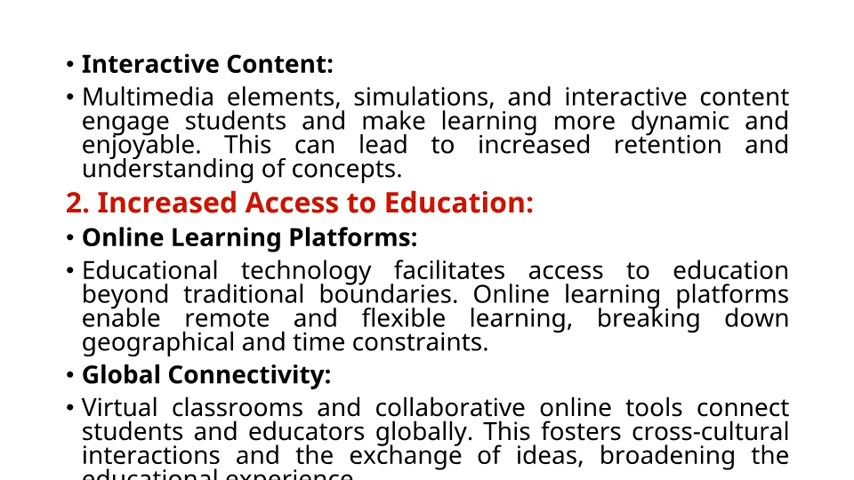 • Interactive Content:
• Multimedia elements, simulations, and interactive content
engage students and make learning more dynamic and
enjoyable. This can lead to increased retention and
understanding of concepts.
2. Increased Access to Education:
• Online Learning Platforms:
• Educational technology facilitates access to education
beyond traditional boundaries. Online learning platforms
enable remote and flexible learning, breaking down
geographical and time constraints.
• Global Connectivity:
• Virtual classrooms and collaborative online tools connect
students and educators globally. This fosters cross-cultural
interactions and the exchange of ideas, broadening the
educational experience.